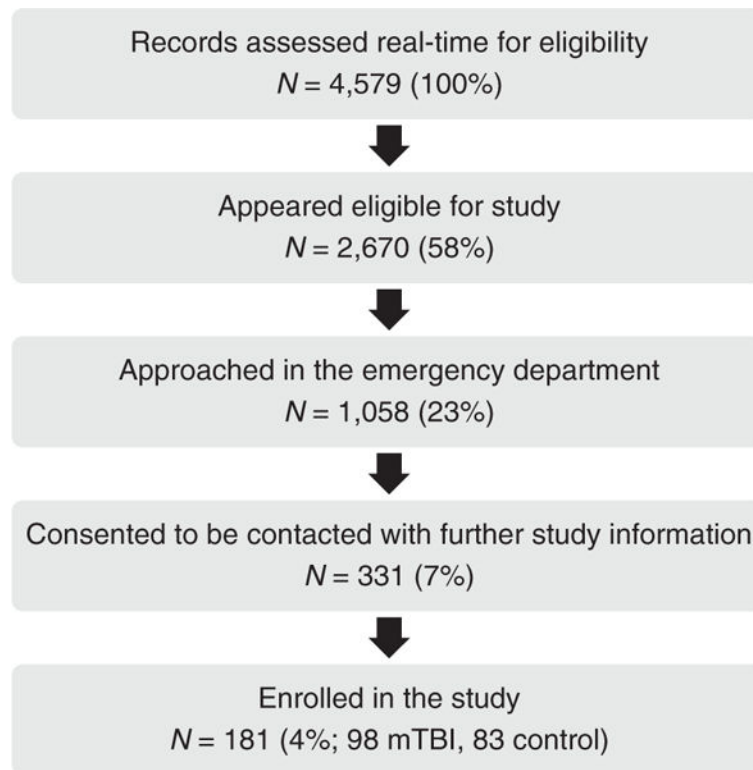 Records assessed real-time for eligibility
N = 4,579 (100%)
Appeared eligible for study
N = 2,670 (58%)
Approached in the emergency department
N = 1,058 (23%)
Consented to be contacted with further study information
N = 331 (7%)
Enrolled in the study
N = 181 (4%; 98 mTBI, 83 control)